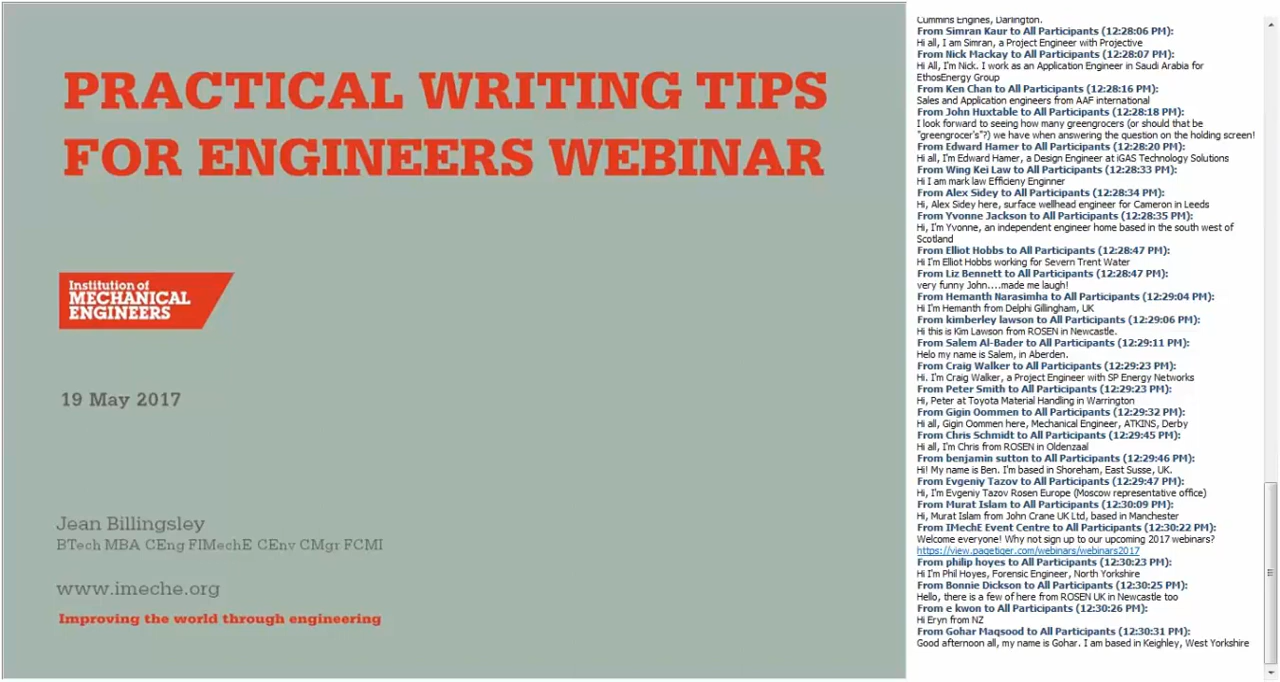 PRACTICAL WRITING TIPS
FOR ENGINEERS WEBINAR
Institution of
MECHANICAL
ENGINEERS
19 May 2017
Jean Billingsley
BTech MBA CEng FIMechE CEnv CMgr FCMI
www.imeche.org
Improving the world through engineering
Cummins Engines, Darlington.
From Simran Kaur to All Participants (12:28:06 PM):
Hi all, I am Simran, a Project Engineer with Projective
From Nick Mackay to All Participants (12:28:07 PM):
Hi All, I'm Nick. I work as an Application Engineer in Saudi Arabia for
EthosEnergy Group
From Ken Chan to All Participants (12:28:16 PM):
Sales and Application engineers from AAF international
From John Huxtable to All Participants (12:28:18 PM):
I look forward to seeing how many greengrocers (or should that be
"greengrocer's"?) we have when answering the question on the holding screen!
From Edward Hamer to All Participants (12:28:20 PM):
Hi all, I'm Edward Hamer, a Design Engineer at iGAS Technology Solutions
From Wing Kei Law to All Participants (12:28:33 PM):
Hi I am mark law Efficieny Enginner
From Alex Sidey to All Participants (12:28:34 PM):
Hi, Alex Sidey here, surface wellhead engineer for Cameron in Leeds
From Yvonne Jackson to All Participants (12:28:35 PM):
Hi, I'm Yvonne, an independent engineer home based in the south west of
Scotland
From Elliot Hobbs to All Participants (12:28:47 PM):
Hi I'm Elliot Hobbs working for Severn Trent Water
From Liz Bennett to All Participants (12:28:47 PM):
very funny John....made me laugh!
From Hemanth Narasimha to All Participants (12:29:04 PM):
Hi I'm Hemanth from Delphi Gillingham, UK
From kimberley lawson to All Participants (12:29:06 PM):
Hi this is Kim Lawson from ROSEN in Newcastle.
From Salem Al-Bader to All Participants (12:29:11 PM):
Helo my name is Salem, in Aberden.
From Craig Walker to All Participants (12:29:23 PM):
Hi. I'm Craig Walker, a Project Engineer with SP Energy Networks
From Peter Smith to All Participants (12:29:23 PM):
Hi, Peter at Toyota Material Handling in Warrington
From Gigin Oommen to All Participants (12:29:32 PM):
Hi all, Gigin Oommen here, Mechanical Engineer, ATKINS, Derby
From Chris Schmidt to All Participants (12:29:45 PM):
Hi all, I'm Chris from ROSEN in Oldenzaal
From benjamin sutton to All Participants (12:29:46 PM):
Hi! My name is Ben. I'm based in Shoreham, East Susse, UK.
From Evgeniy Tazov to All Participants (12:29:47 PM):
Hi, I'm Evgeniy Tazov Rosen Europe (Moscow representative office)
From Murat Islam to All Participants (12:30:09 PM):
Hi, Murat Islam from John Crane UK Ltd, based in Manchester
From IMechE Event Centre to All Participants (12:30:22 PM):
Welcome everyone! Why not sign up to our upcoming 2017 webinars?
https://view.pagetiger.com/webinars/webinars2017
From philip hoyes to All Participants (12:30:23 PM):
Hi I'm Phil Hoyes, Forensic Engineer, North Yorkshire
From Bonnie Dickson to All Participants (12:30:25 PM):
Hello, there is a few of here from ROSEN UK in Newcastle too
From e kwon to All Participants (12:30:26 PM):
Hi Eryn from NZ
From Gohar Maqsood to All Participants (12:30:31 PM):
Good afternoon all, my name is Gohar. I am based in Keighley, West Yorkshire